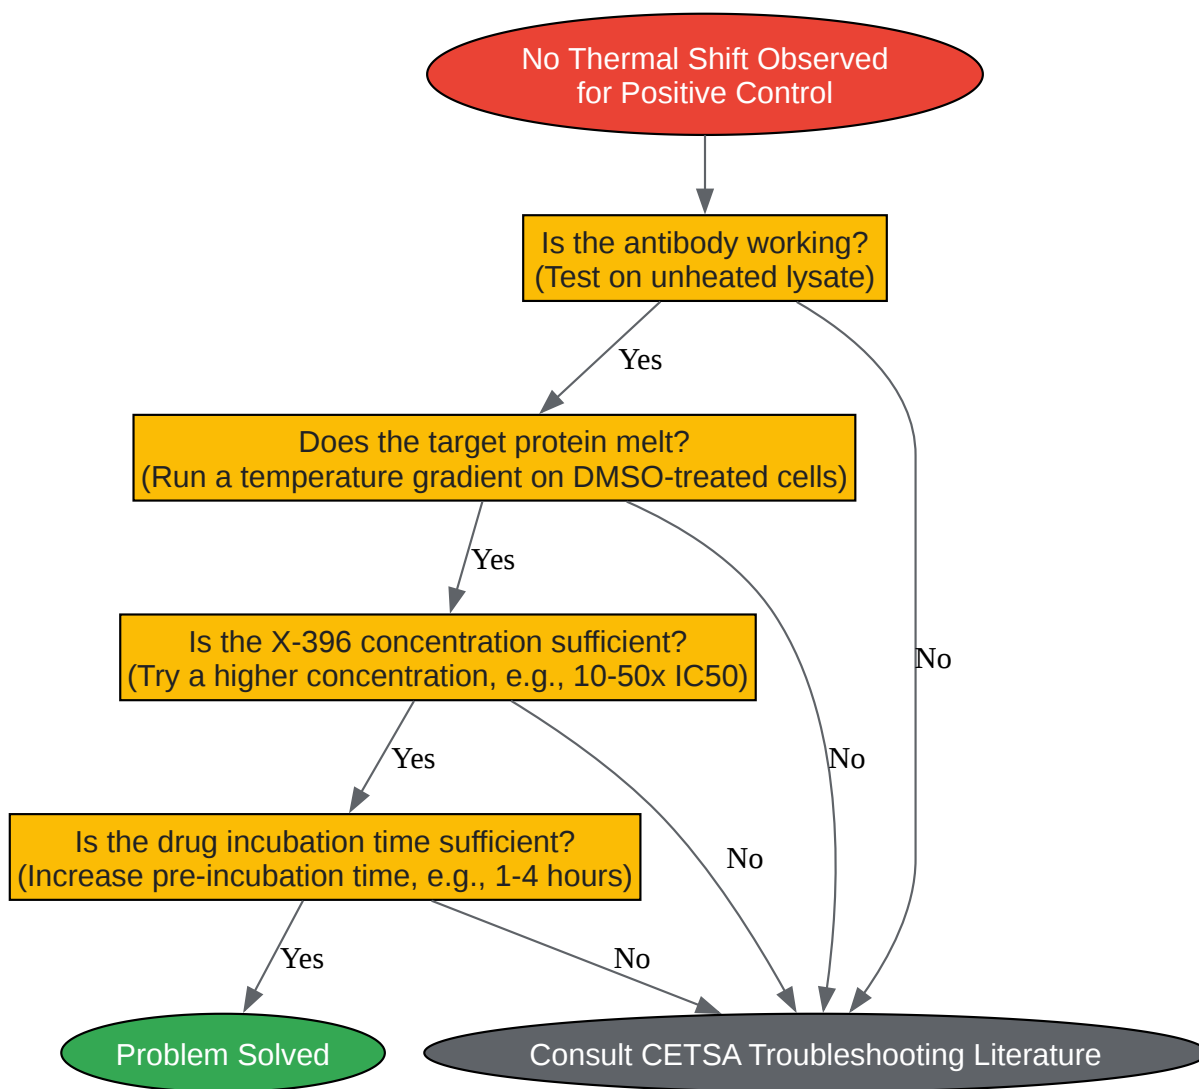 No Thermal Shift Observed
for Positive Control
Is the antibody working?
(Test on unheated lysate)
Yes
Does the target protein melt?
(Run a temperature gradient on DMSO-treated cells)
Yes
No
Is the X-396 concentration sufficient?
(Try a higher concentration, e.g., 10-50x IC50)
Yes
No
Is the drug incubation time sufficient?
(Increase pre-incubation time, e.g., 1-4 hours)
No
Yes
No
Problem Solved
Consult CETSA Troubleshooting Literature